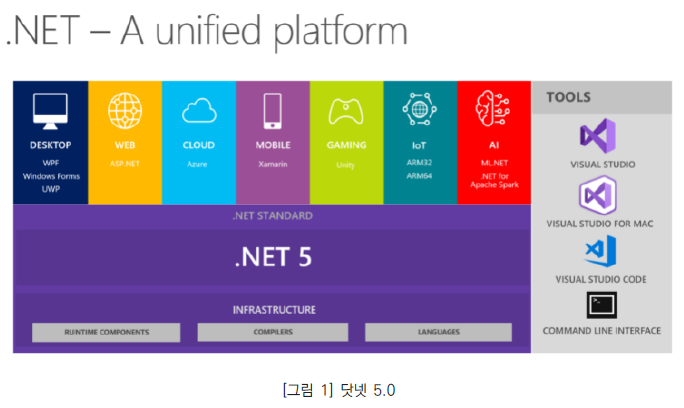 .NET – A unified platform
DESKTOP
WPF
Windows Forms
UWP
WEB
ASP.NET
CLOUD
Azure
MOBILE
Xamarin
GAMING
Unity
IoT
ARM32
ARM64
AI
ML.NET
.NET for
Apache Spark
.NET STANDARD
.NET 5
INFRASTRUCTURE
RUNTIME COMPONENTS
COMPILERS
LANGUAGES
TOOLS
VISUAL STUDIO
VISUAL STUDIO FOR MAC
VISUAL STUDIO CODE
COMMAND LINE INTERFACE
[그림 1] 닷넷 5.0